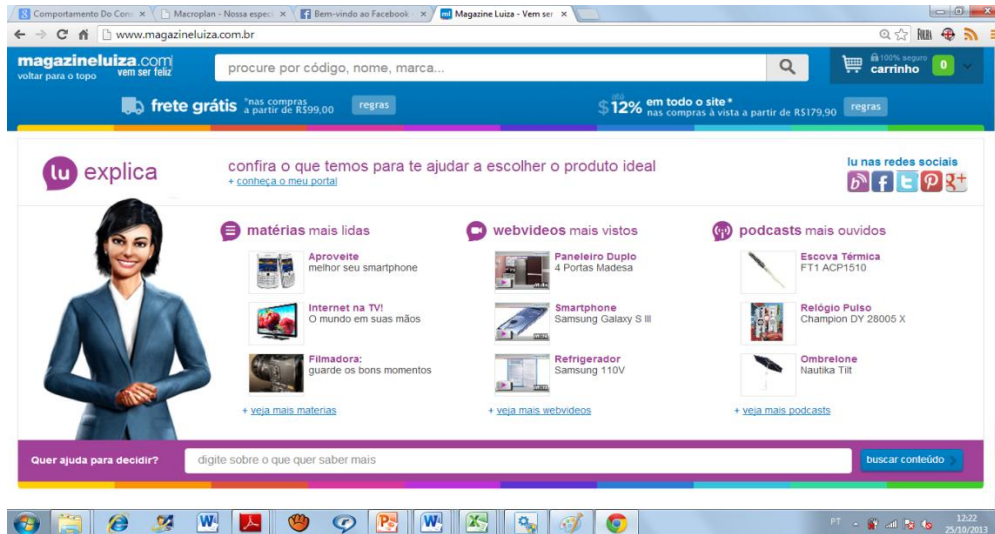 Comportamento Do Con
Macroplan - Nossa especi
Bem-vindo ao Facebook
Magazine Luiza - Vem ser
www.magazineluiza.com.br
magazineluiza.com
voltar para o topo
vem ser feliz
procure por código, nome, marca...
100% seguro
carrinho
0
frete grátis
*nas compras
a partir de R$99,00
regras
até
$12%
em todo o site*
nas compras à vista a partir de R$179,90
regras
lu explica
confira o que temos para te ajudar a escolher o produto ideal
+ conheça o meu portal
lu nas redes sociais
matérias mais lidas
Aproveite
melhor seu smartphone
Internet na TV!
O mundo em suas mãos
Filmadora:
guarde os bons momentos
+ veja mais materias
webvideos mais vistos
Paneleiro Duplo
4 Portas Madesa
Smartphone
Samsung Galaxy S III
Refrigerador
Samsung 110V
+ veja mais webvideos
podcasts mais ouvidos
Escova Térmica
FT1 ACP1510
Relógio Pulso
Champion DY 28005 X
Ombrelone
Nautika Tilt
+ veja mais podcasts
Quer ajuda para decidir?
digite sobre o que quer saber mais
buscar conteúdo
PT
12:22
25/10/2013